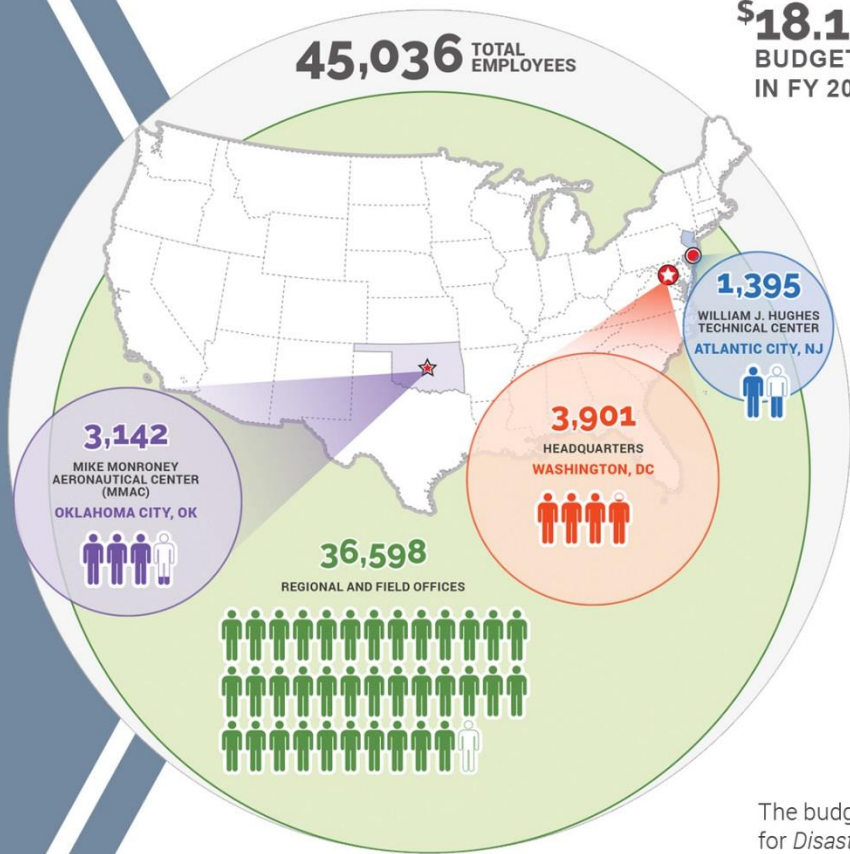 $18.1
BUDGET
IN FY 20
45,036 TOTAL
EMPLOYEES
1,395
WILLIAM J. HUGHES
TECHNICAL CENTER
ATLANTIC CITY, NJ
3,901
HEADQUARTERS
WASHINGTON, DC
3,142
MIKE MONRONEY
AERONAUTICAL CENTER
(MMAC)
OKLAHOMA CITY, OK
36,598
REGIONAL AND FIELD OFFICES
The budg
for Disast